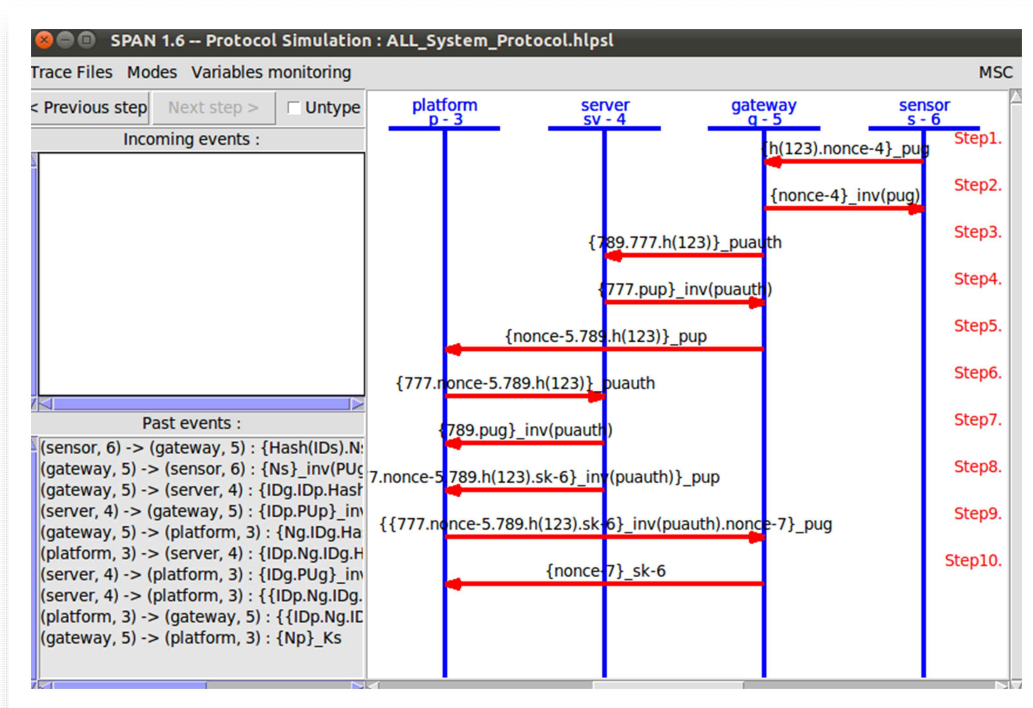 SPAN 1.6 -- Protocol Simulation : ALL_System_Protocol.hlpsl
Trace Files Modes Variables monitoring MSC
< Previous step Next step > Untype
Incoming events :
Past events :
(sensor, 6) -> (gateway, 5) : {Hash(IDs).N
(gateway, 5) -> (sensor, 6) : {Ns}_inv(PUg
(gateway, 5) -> (server, 4) : {IDg.IDp.Hash
(server, 4) -> (gateway, 5) : {IDp.PUp}_inv
(gateway, 5) -> (platform, 3) : {Ng.IDg.Ha
(platform, 3) -> (server, 4) : {IDp.Ng.IDg.H
(server, 4) -> (platform, 3) : {IDg.PUg}_inv
(server, 4) -> (platform, 3) : {{IDp.Ng.IDg.
(platform, 3) -> (gateway, 5) : {{IDp.Ng.ID
(gateway, 5) -> (platform, 3) : {Np}_Ks
platform server gateway sensor
p - 3 sv - 4 g - 5 s - 6
Step1.
{h(123).nonce-4}_pug
Step2.
{nonce-4}_inv(pug)
Step3.
{789.777.h(123)}_puauth
Step4.
{777.pup}_inv(puauth)
Step5.
{nonce-5.789.h(123)}_pup
Step6.
{777.nonce-5.789.h(123)}_puauth
Step7.
{789.pug}_inv(puauth)
Step8.
7.nonce-5.789.h(123).sk-6}_inv(puauth)}_pup
Step9.
{{777.nonce-5.789.h(123).sk-6}_inv(puauth).nonce-7}_pug
Step10.
{nonce-7}_sk-6